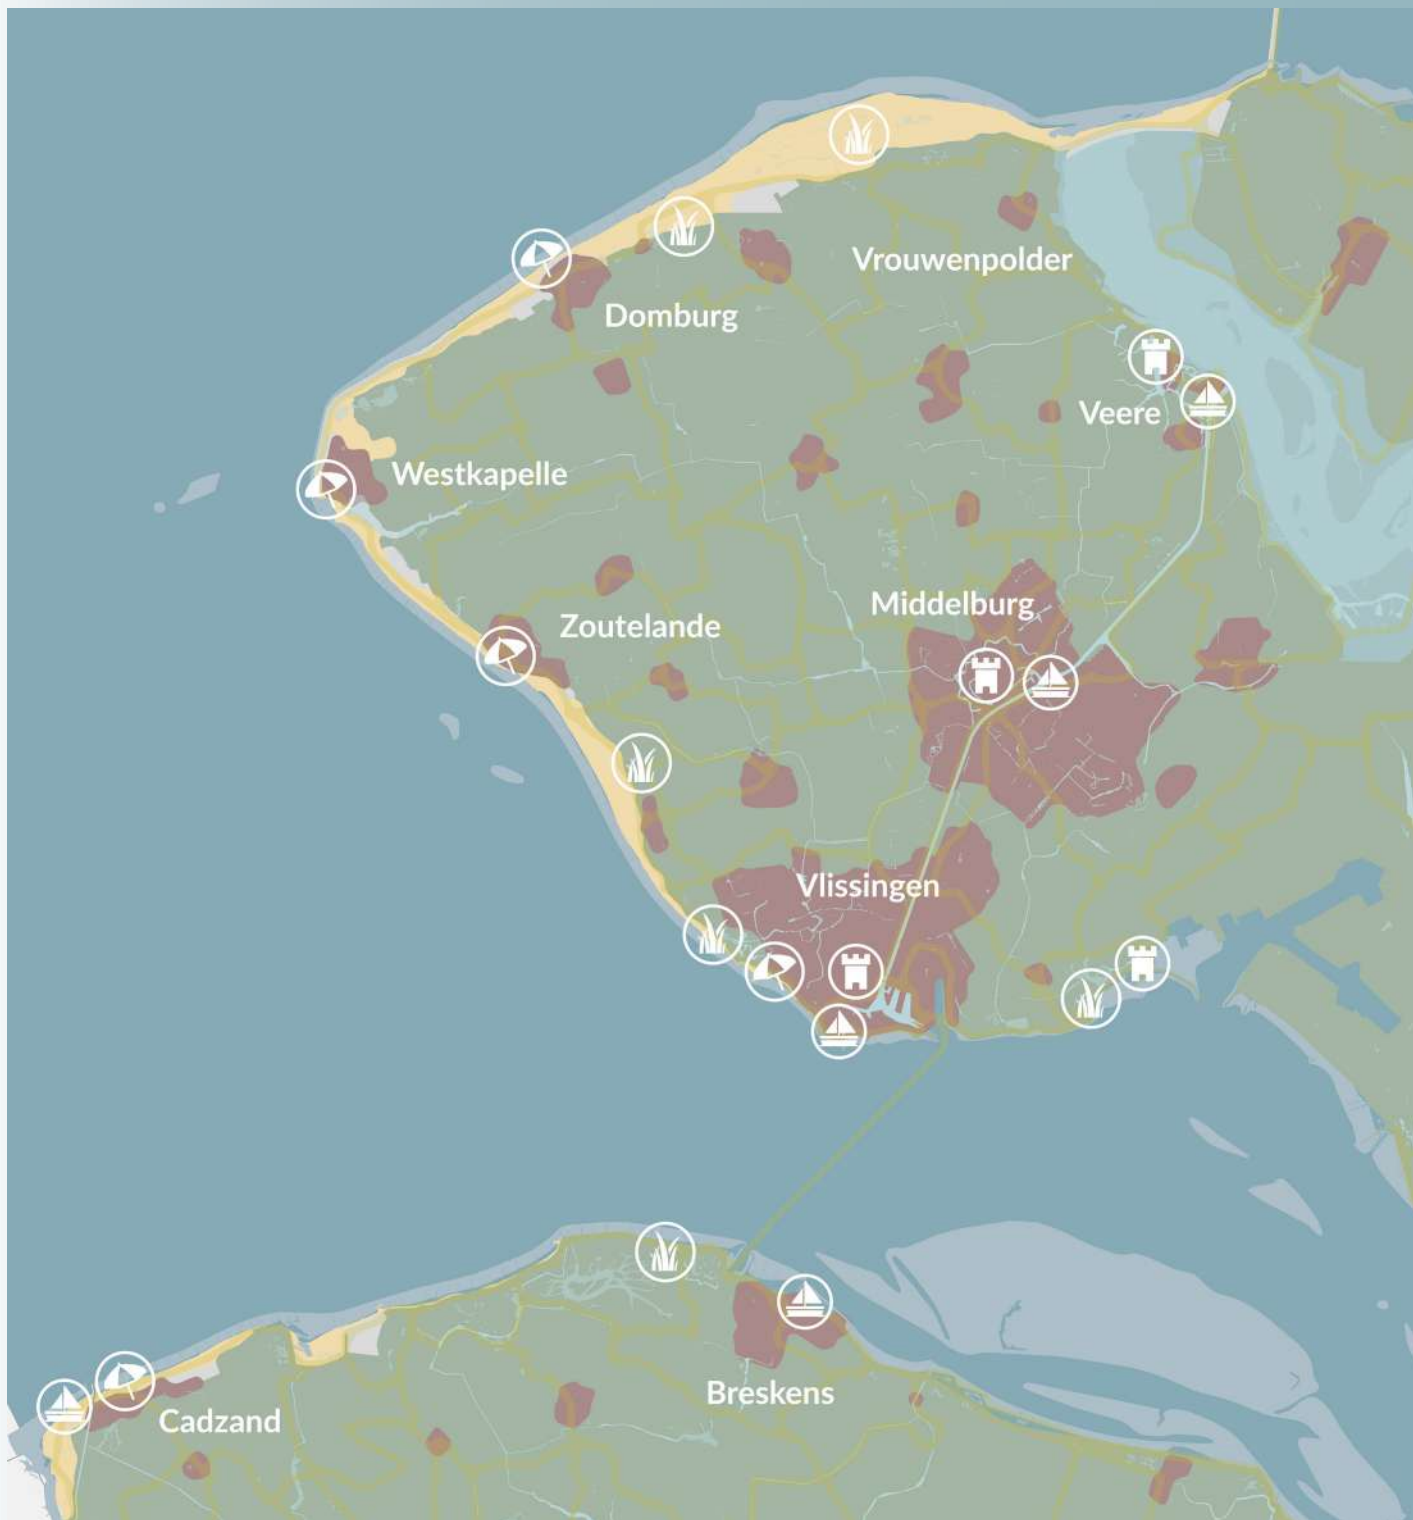 Vrouwenpolder
Domburg
Veere
Westkapelle
Middelburg
Zoutelande
Vlissingen
Breskens
Cadzand